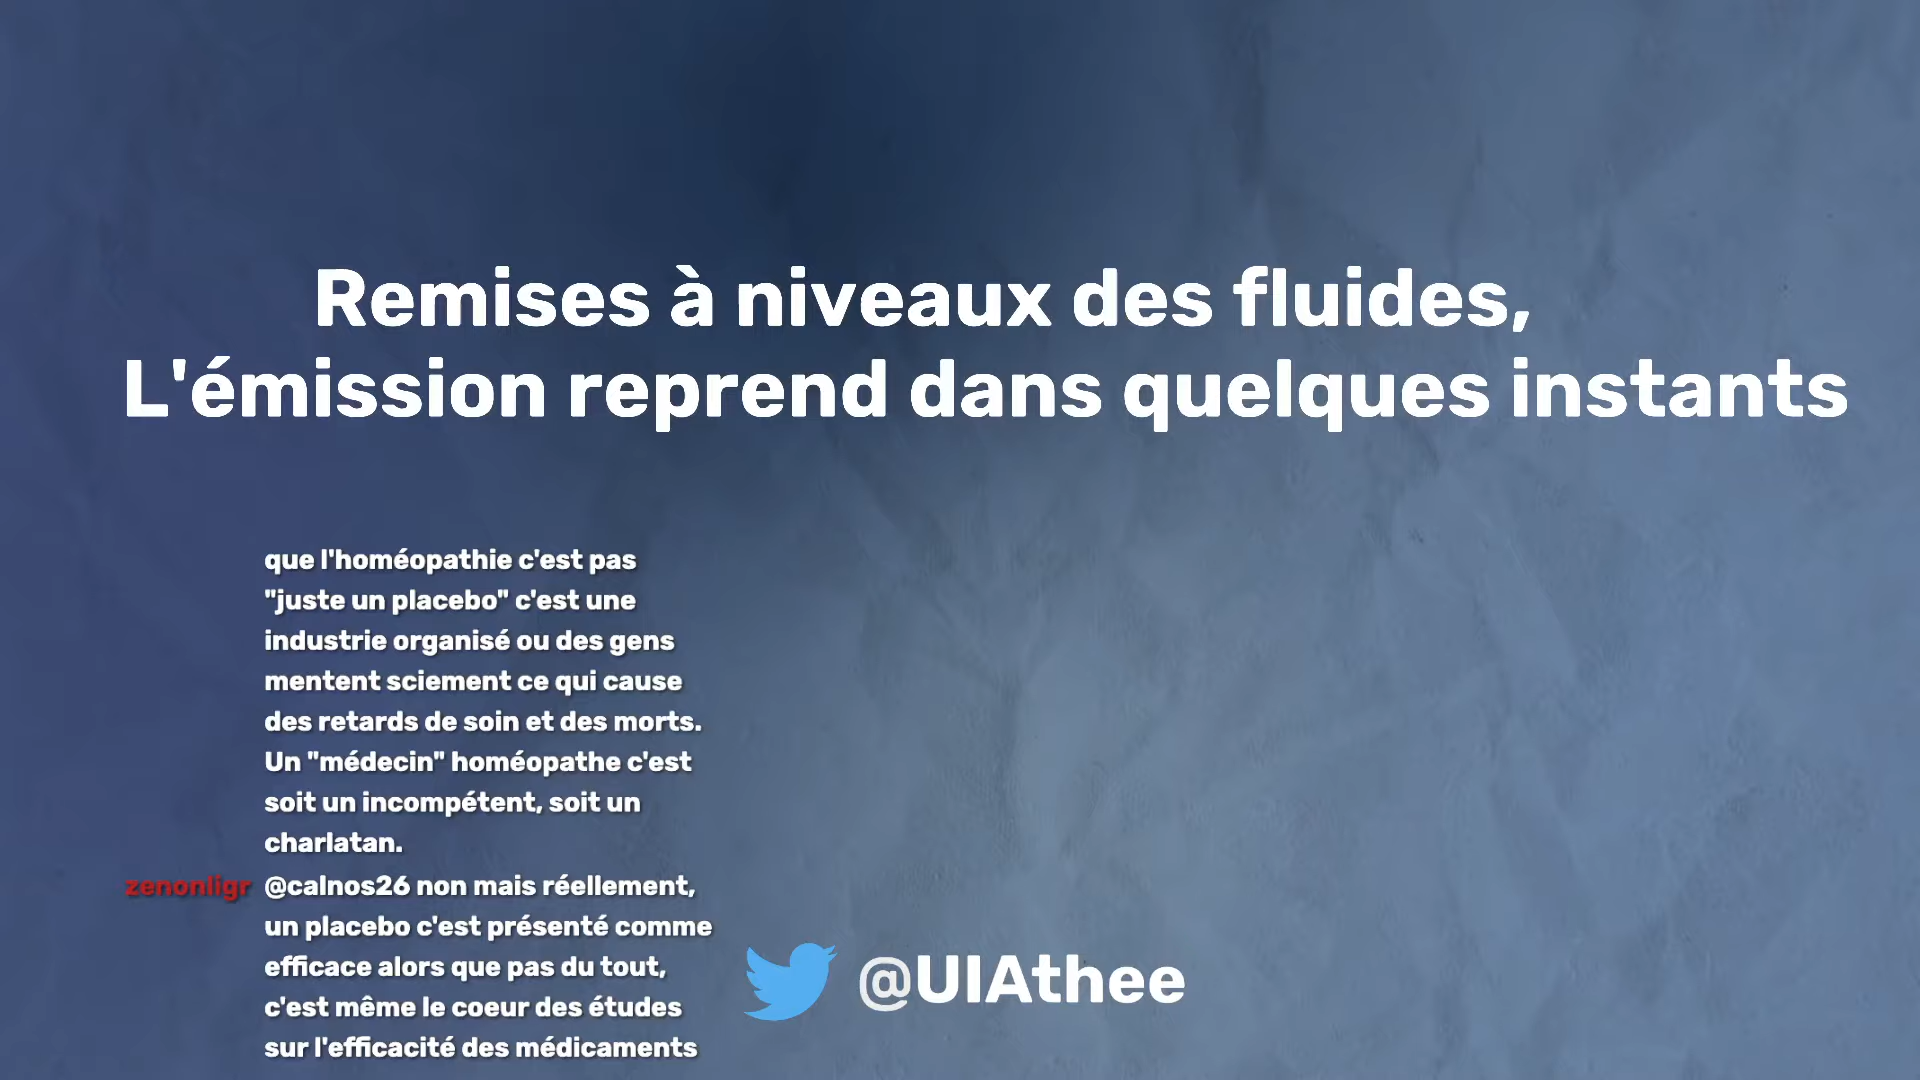 Remises à niveaux des fluides,
L'émission reprend dans quelques instants
que l'homéopathie c'est pas
"juste un placebo" c'est une
industrie organisé ou des gens
mentent sciement ce qui cause
des retards de soin et des morts.
Un "médecin" homéopathe c'est
soit un incompétent, soit un
charlatan.
zenonligr @calnos26 non mais réellement,
un placebo c'est présenté comme
efficace alors que pas du tout,
c'est même le coeur des études
sur l'efficacité des médicaments
@UIAthee